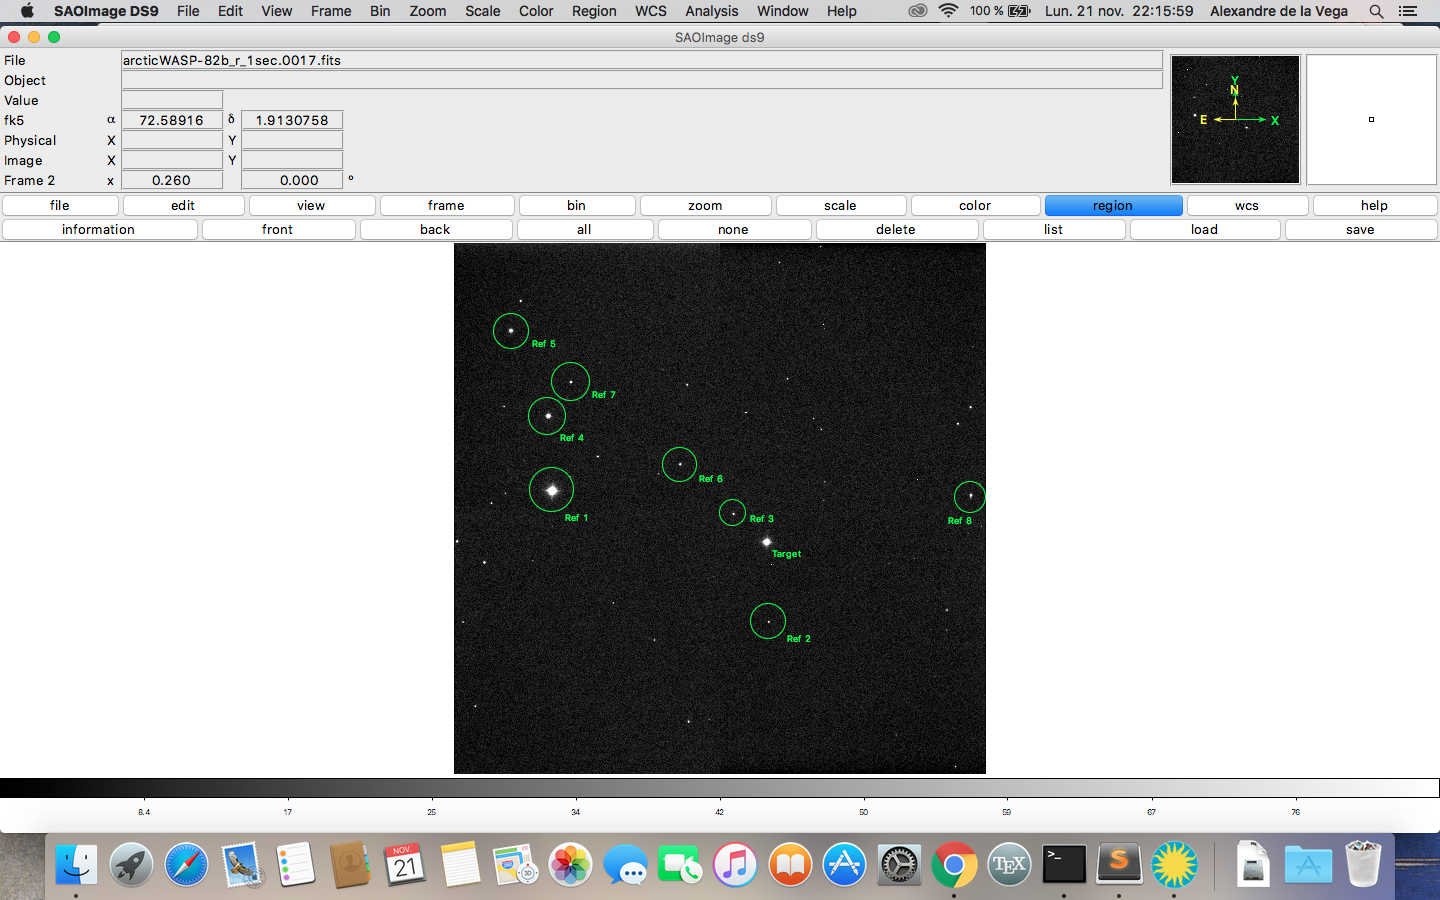 SAOImage DS9 File Edit View Frame Bin Zoom Scale Color Region WCS Analysis Window Help 100 % Lun. 21 nov. 22:15:59 Alexandre de la Vega
SAOImage ds9
File arcticWASP-82b_r_1sec.0017.fits
Object
Value
fk5 α 72.58916 δ 1.9130758
Physical X Y
Image X Y
Frame 2 x 0.260 0.000 °
Y
N
E X
file edit view frame bin zoom scale color region wcs help
information front back all none delete list load save
Ref 5
Ref 7
Ref 4
Ref 6
Ref 1
Ref 3
Ref 8
Target
Ref 2
8.4 17 25 34 42 50 59 67 76
NOV.
21
3D
TEX
>_
S